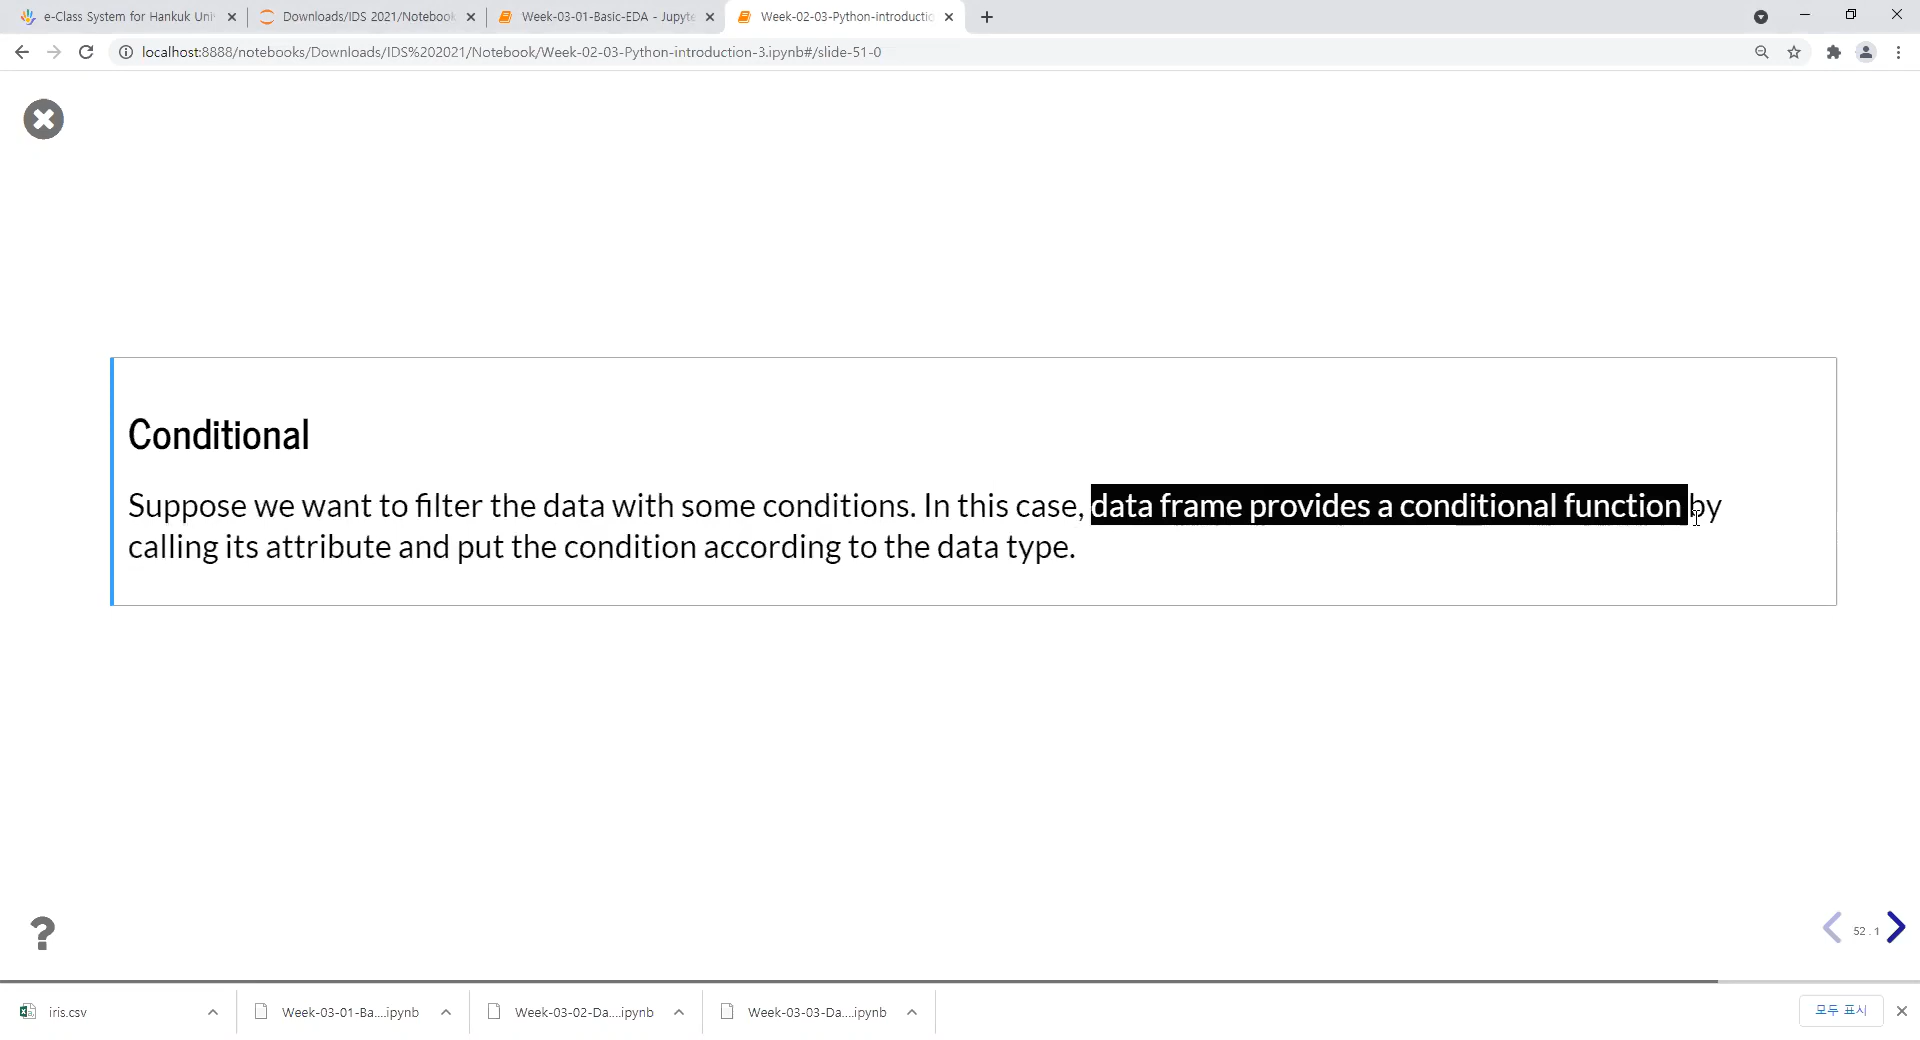 e-Class System for Hankuk Uni
Downloads/IDS 2021/Notebook
Week-03-01-Basic-EDA - Jupyte
Week-02-03-Python-introductio
localhost:8888/notebooks/Downloads/IDS%202021/Notebook/Week-02-03-Python-introduction-3.ipynb#/slide-51-0
Conditional
Suppose we want to filter the data with some conditions. In this case, data frame provides a conditional function by
calling its attribute and put the condition according to the data type.
?
52 . 1
iris.csv
Week-03-01-Ba....ipynb
Week-03-02-Da....ipynb
Week-03-03-Da....ipynb
모두 표시